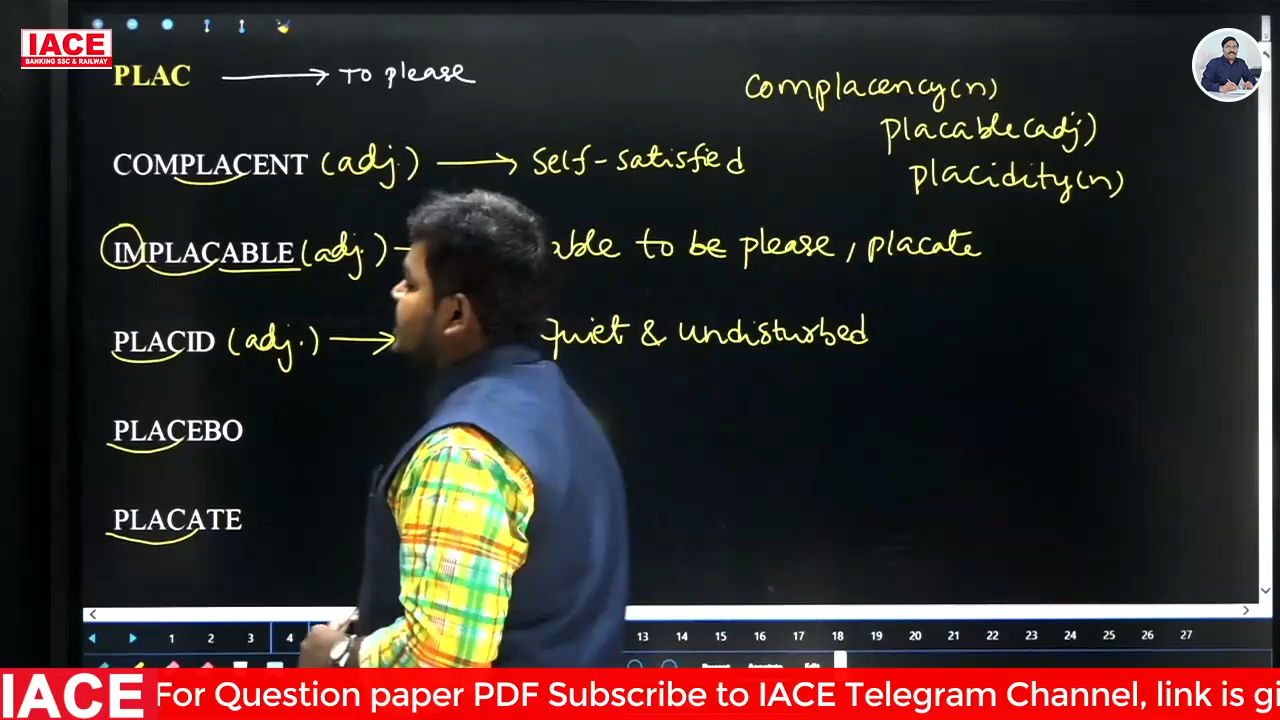 IACE
BANKING SSC & RAILWAY
PLAC To please
complacency(n)
placable(adj)
placidity(n)
COMPLACENT (adj.) self-satisfied
IMPLACABLE (adj.) able to be please, placate
PLACID (adj.) Quiet & undisturbed
PLACEBO
PLACATE
1 2 3 4 13 14 15 16 17 18 19 20 21 22 23 24 25 26 27
IACE For Question paper PDF Subscribe to IACE Telegram Channel, link is gi